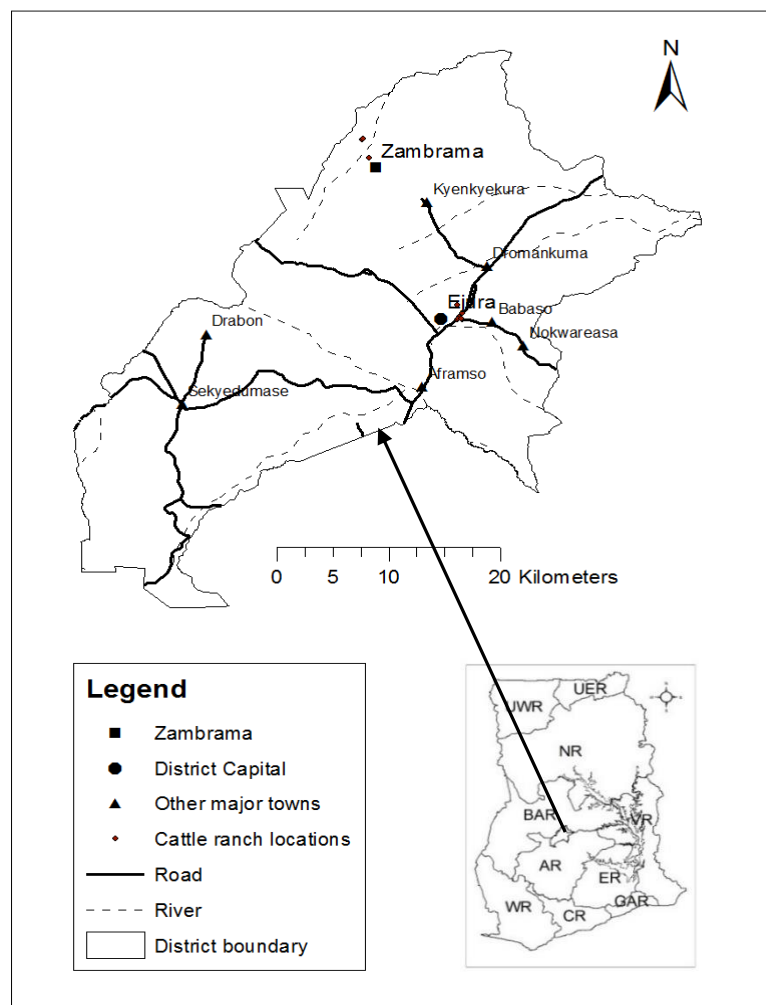 N
Zambrama
Kyenkyekura
Dromankuma
Ejura
Babaso
Drabon
Nokwareasa
Aframso
Sekyedumase
0 5 10 20 Kilometers
Legend
Zambrama
District Capital
Other major towns
Cattle ranch locations
Road
River
District boundary
UER
UWR
NR
BAR
VR
AR
ER
GAR
WR
CR